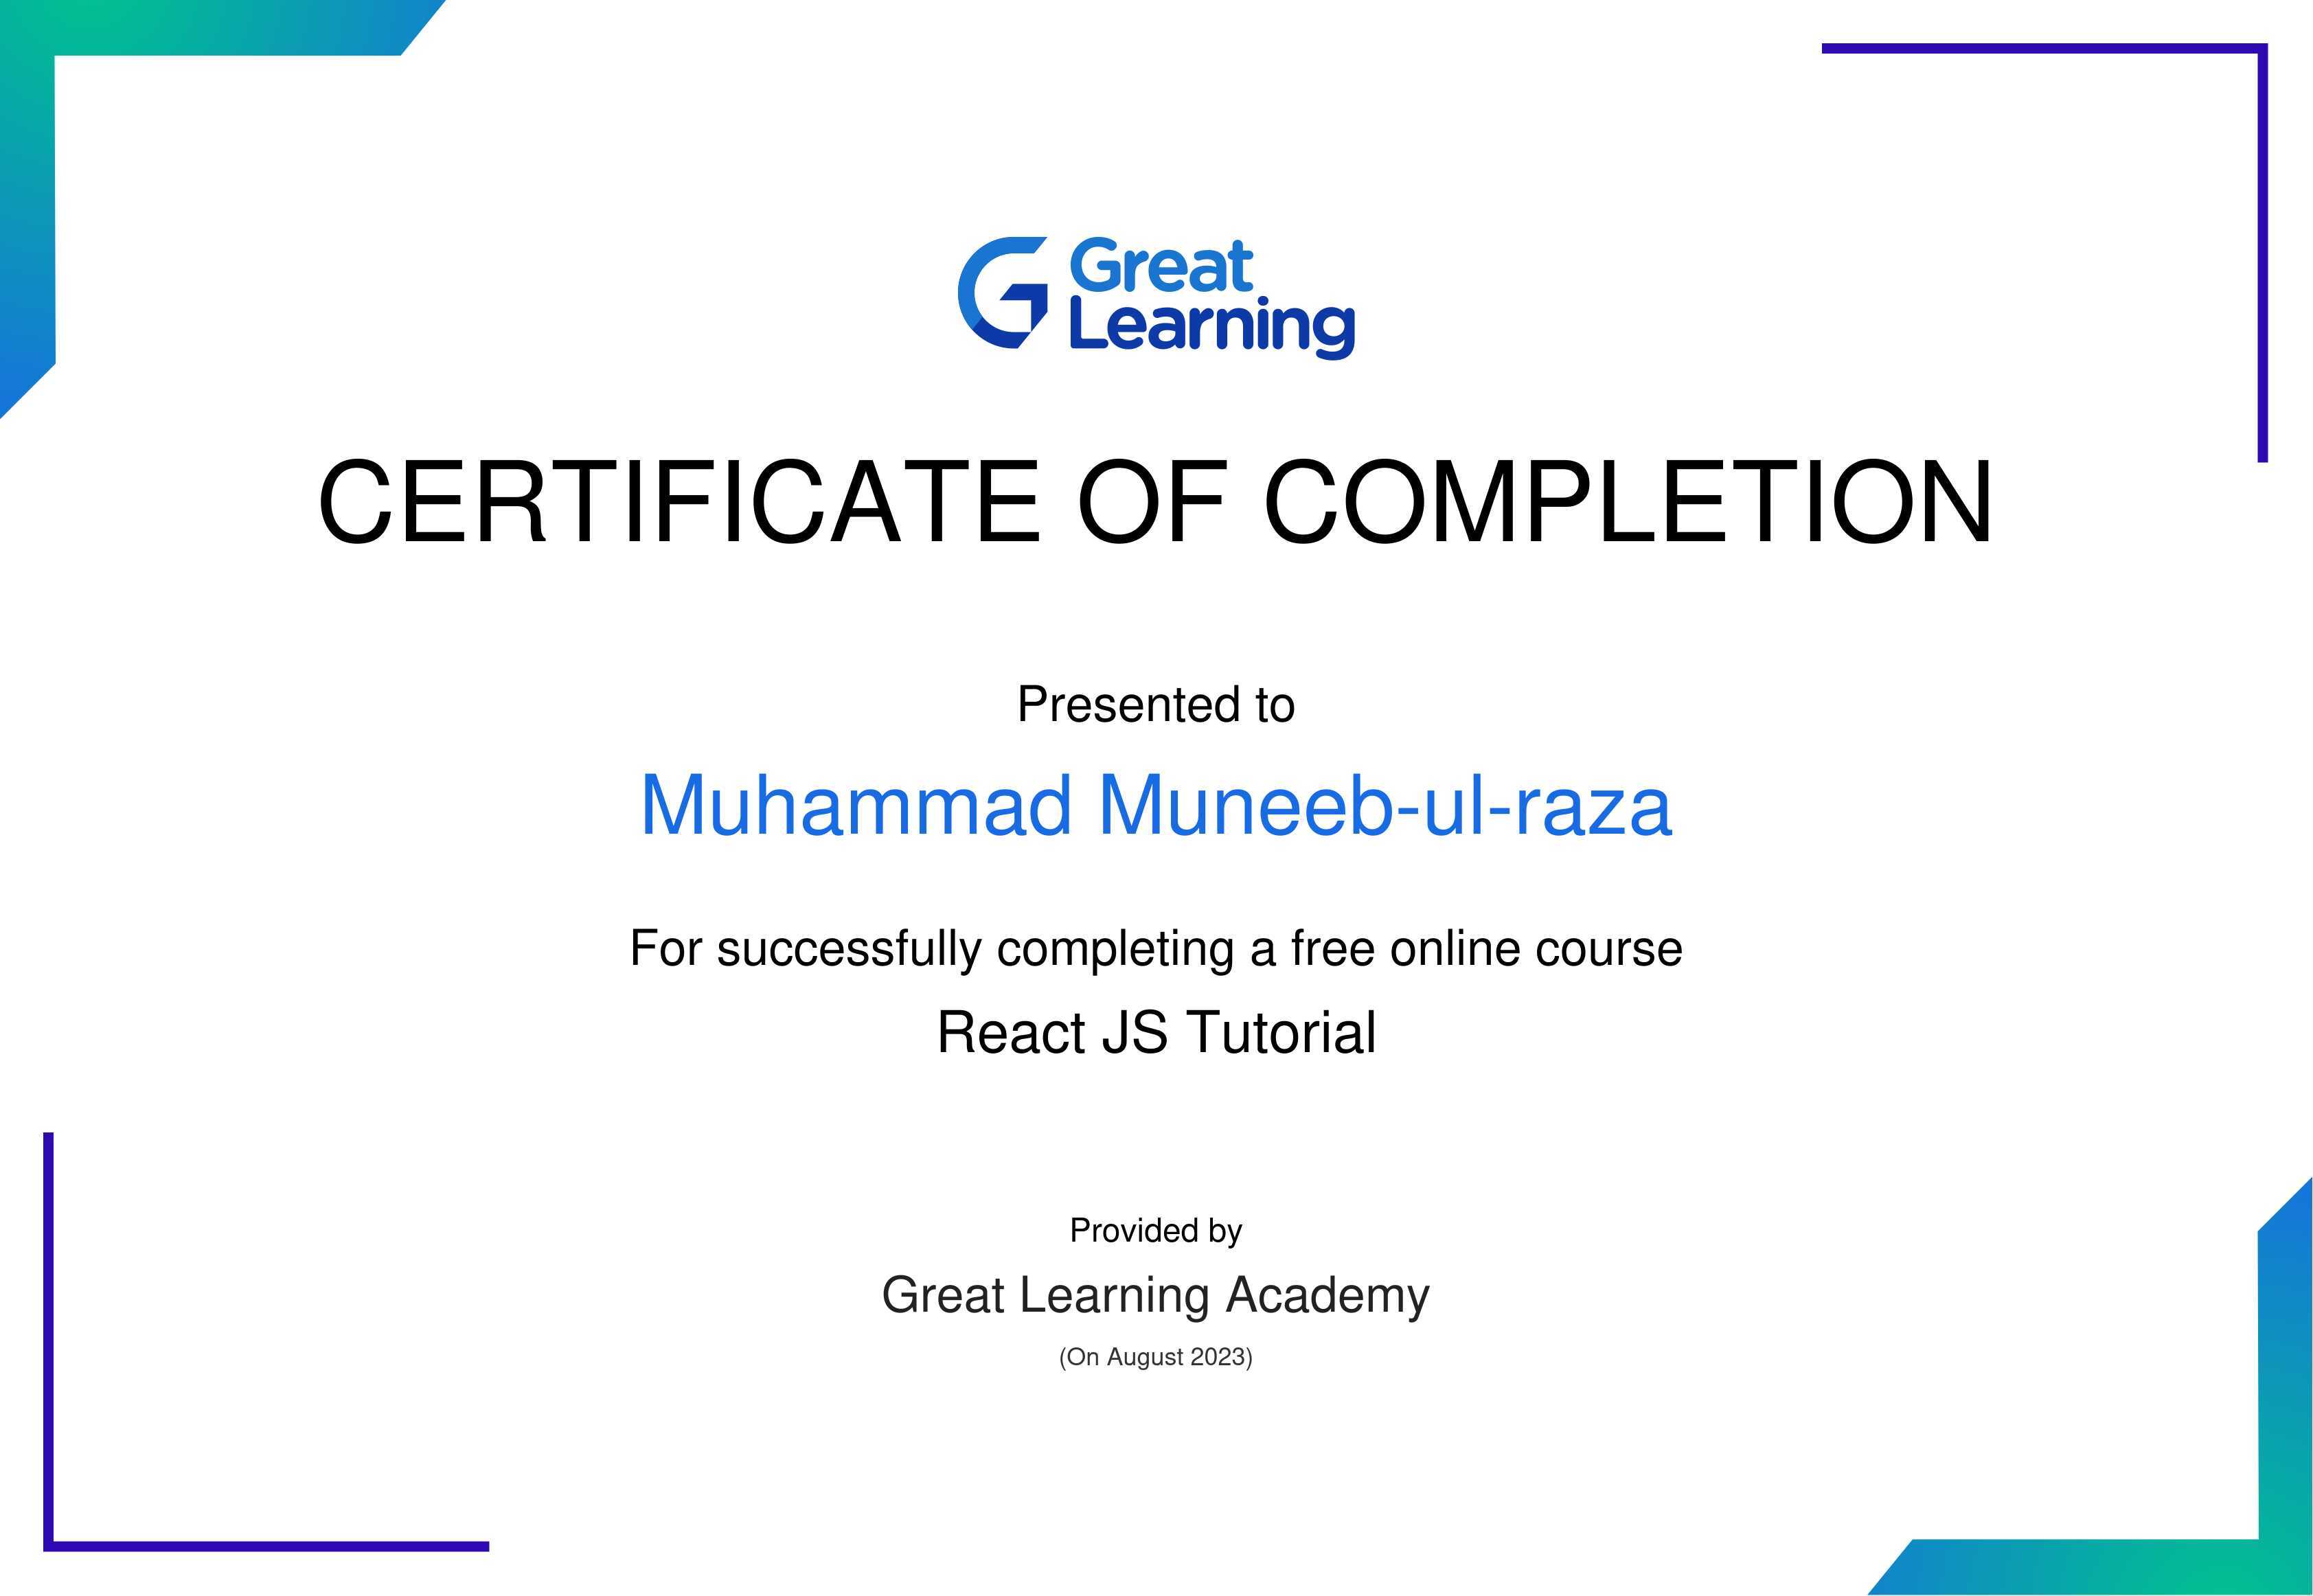 Great
Learning
CERTIFICATE OF COMPLETION
Presented to
Muhammad Muneeb-ul-raza
For successfully completing a free online course
React JS Tutorial
Provided by
Great Learning Academy
(On August 2023)